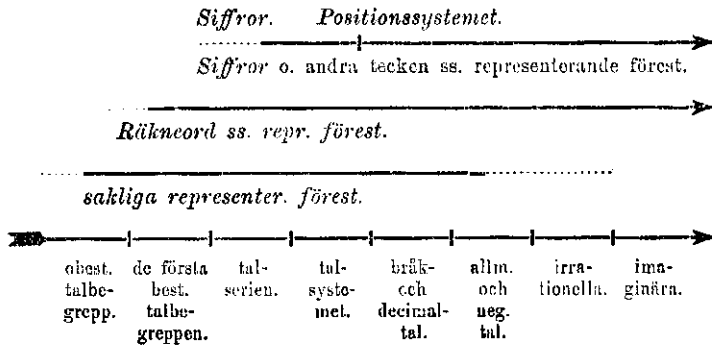 Siffror. Positionssystemet.
Siffror o. andra tecken ss. representerande förest.
Räkneord ss. repr. förest.
sakliga representer. förest.
obest. de första tal- tal- bråk- allm. irra- ima-
talbe- best. serien. syste- och och tionella. ginära.
grepp. talbe- met. decimal- neg.
greppen. tal. tal.